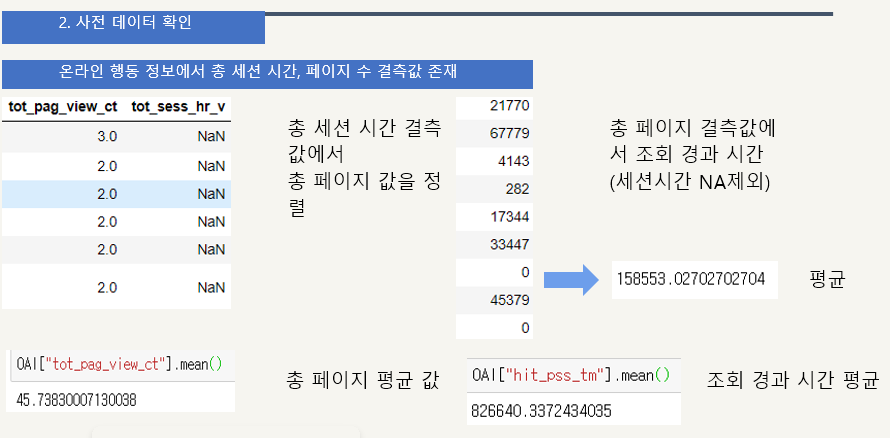 2. 사전 데이터 확인
온라인 행동 정보에서 총 세션 시간, 페이지 수 결측값 존재
tot_pag_view_ct tot_sess_hr_v
3.0 NaN
2.0 NaN
2.0 NaN
2.0 NaN
2.0 NaN
2.0 NaN
총 세션 시간 결측
값에서
총 페이지 값을 정
렬
21770
67779
4143
282
17344
33447
0
45379
0
총 페이지 결측값에
서 조회 경과 시간
(세션시간 NA제외)
158553.02702702704
평균
OAI["tot_pag_view_ct"].mean()
45.73830007130038
총 페이지 평균 값
OAI["hit_pss_tm"].mean()
826640.3372434035
조회 경과 시간 평균